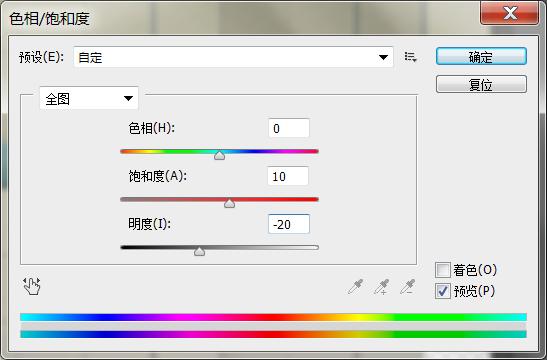 色相/饱和度
预设(E): 自定
确定
复位
全图
色相(H): 0
饱和度(A): 10
明度(I): -20
着色(O)
预览(P)